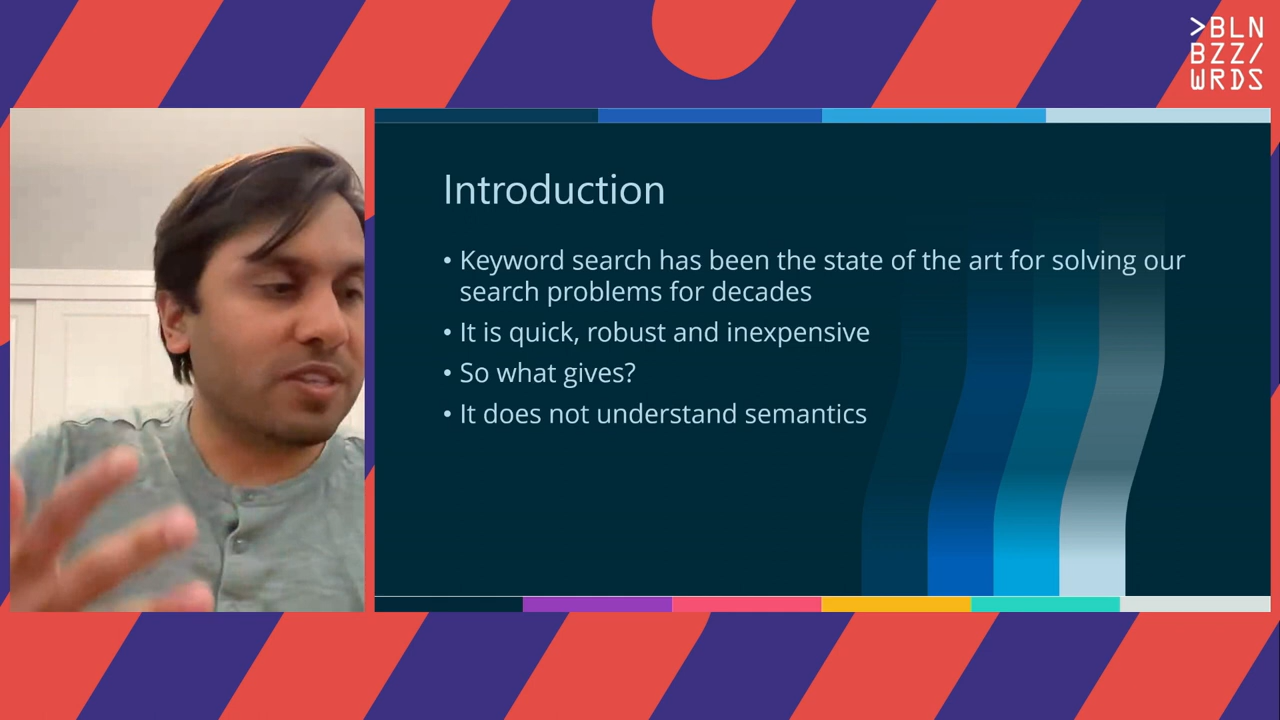 >BLN
BZZ/
WRDS
Introduction
• Keyword search has been the state of the art for solving our
search problems for decades
• It is quick, robust and inexpensive
• So what gives?
• It does not understand semantics